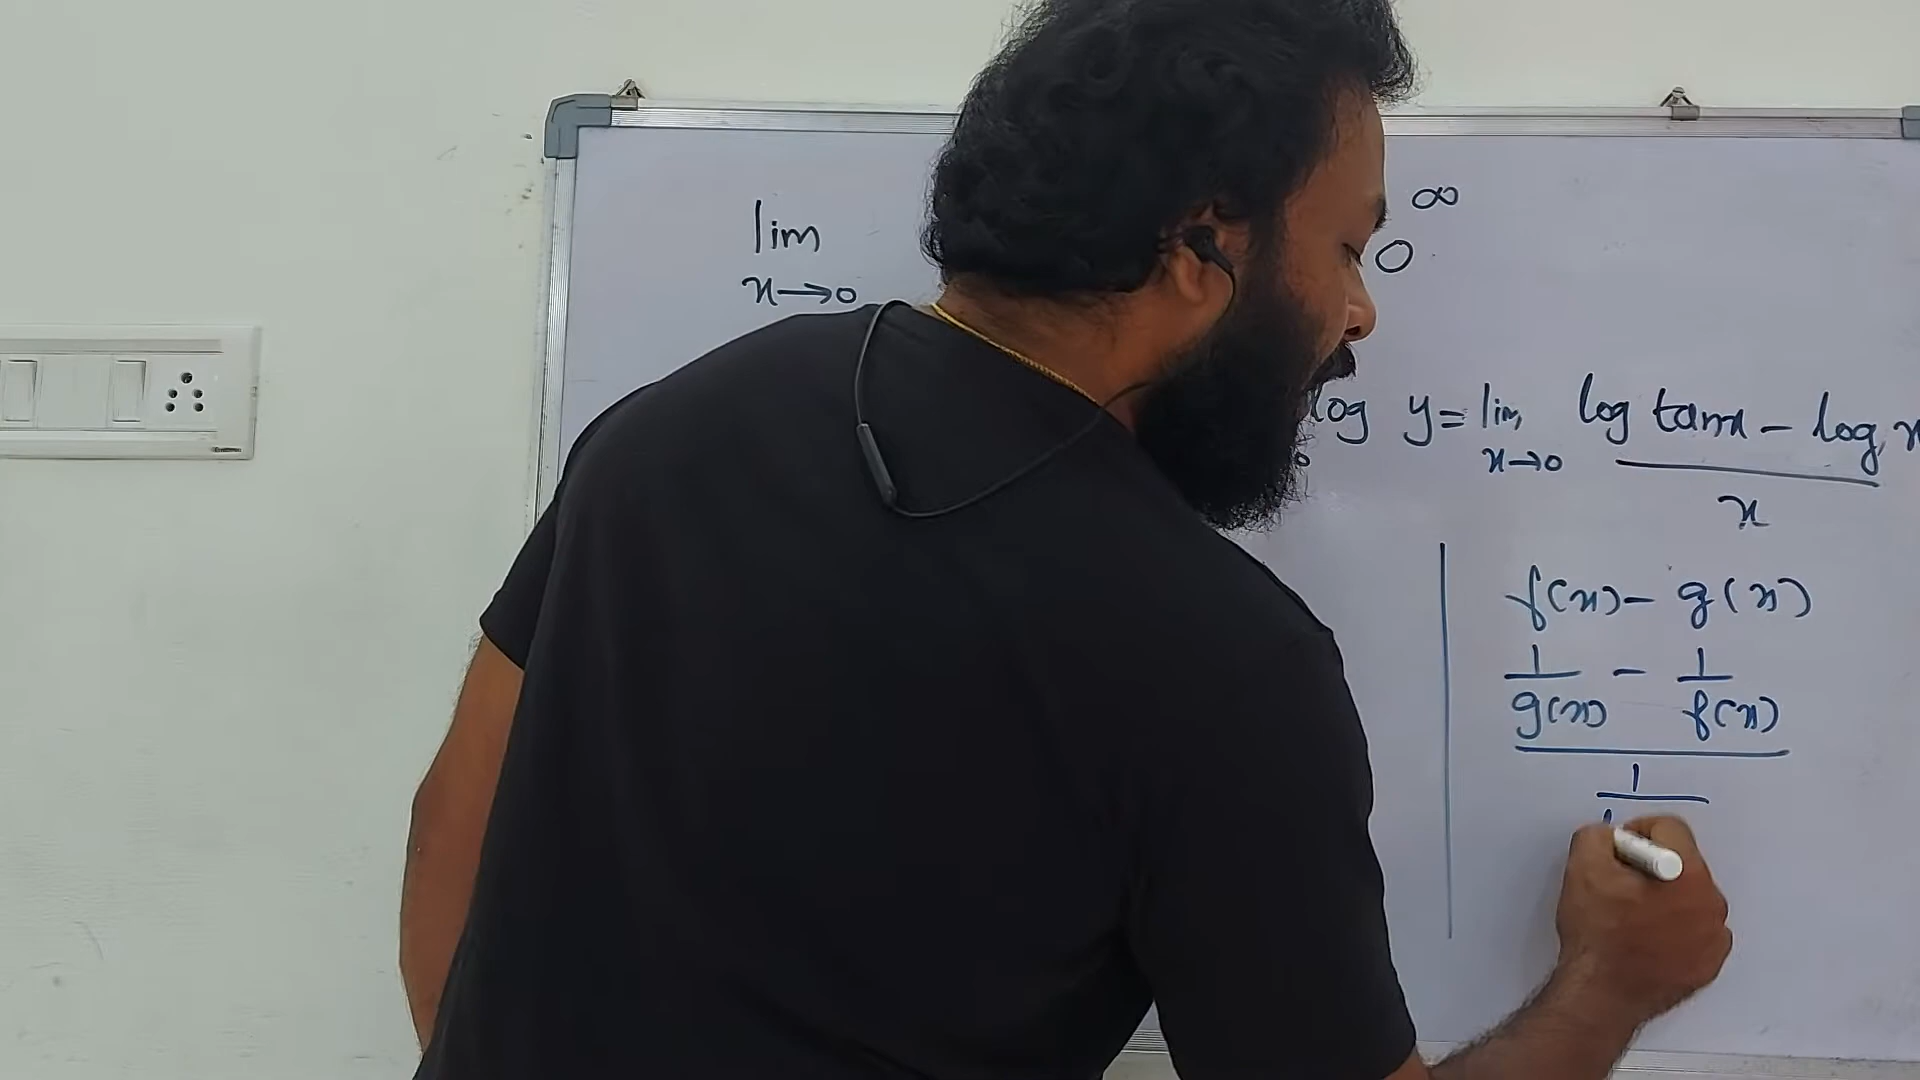 lim ∞
x→0 0
log y = lim log tanx - log x
x→0 x
f(x) - g(x)
1 - 1
g(x) f(x)
1